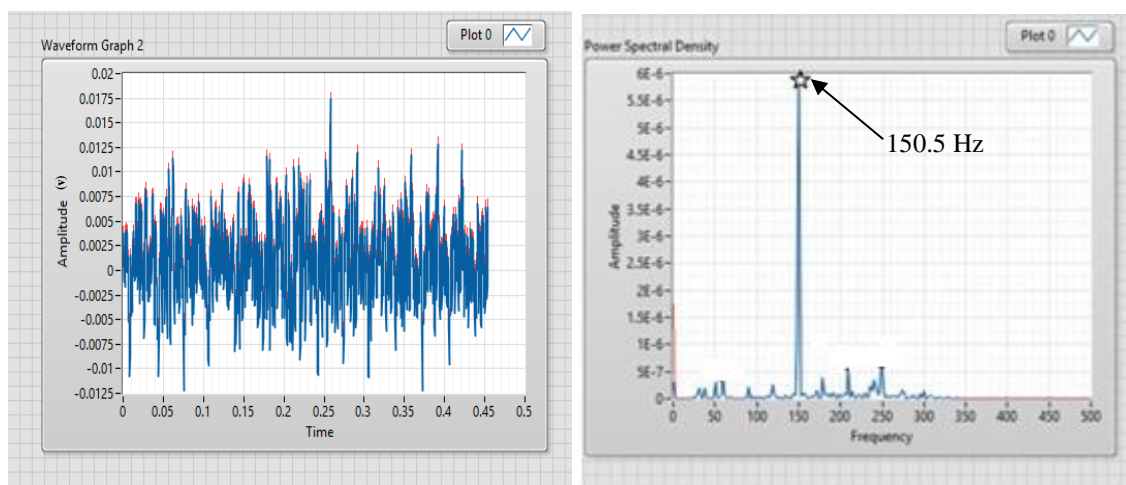 Plot 0
Waveform Graph 2
0.02
0.0175
0.015
0.0125
0.01
0.0075
0.005
0.0025
0
-0.0025
-0.005
-0.0075
-0.01
-0.0125
Amplitude (v)
0 0.05 0.1 0.15 0.2 0.25 0.3 0.35 0.4 0.45 0.5
Time
Plot 0
Power Spectral Density
6E-6
5.5E-6
5E-6
4.5E-6
4E-6
3.5E-6
3E-6
2.5E-6
2E-6
1.5E-6
1E-6
5E-7
0
Amplitude
150.5 Hz
0 50 100 150 200 250 300 350 400 450 500
Frequency